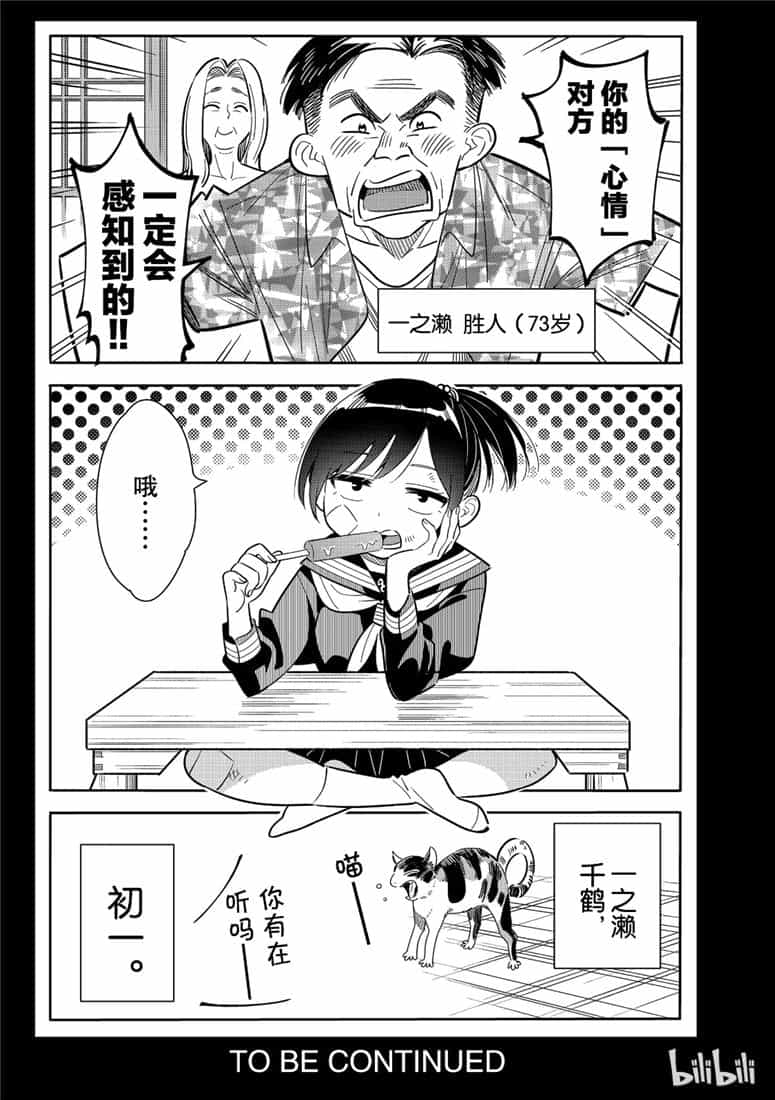 你的「心情」
对方
一定会
感知到的!!
一之濑 胜人（73岁）
哦……
一之濑
千鹤，
喵
你有在
听吗
初一。
TO BE CONTINUED
bilibili